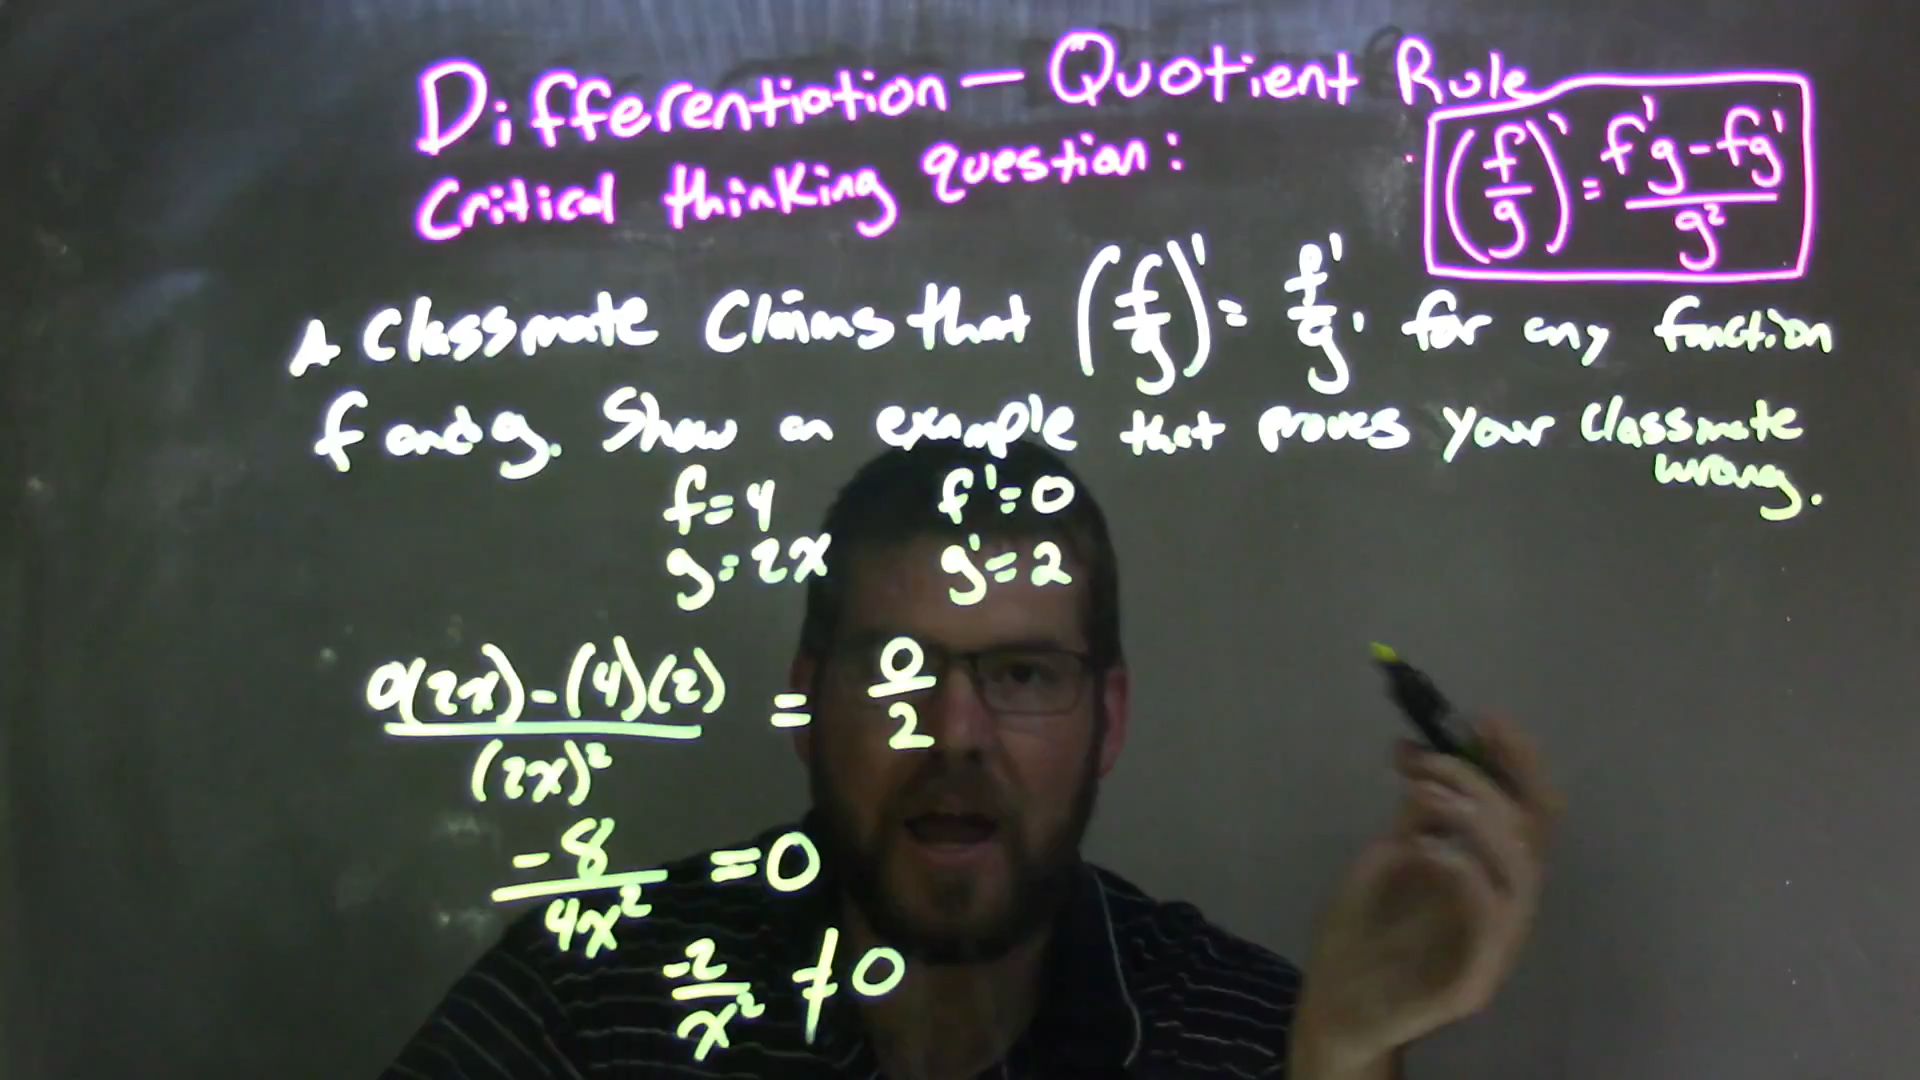 Differentiation — Quotient Rule
Critical thinking question:
(f/g)' = (f'g - fg')/g²
A classmate claims that (f/g)' = f'/g' for any function
f and g. Show an example that proves your classmate
wrong.
f=4 f'=0
g=2x g'=2
(0(2x)-(4)(2))/(2x)² = 0/2
-8/4x² =0
-2/x² ≠ 0